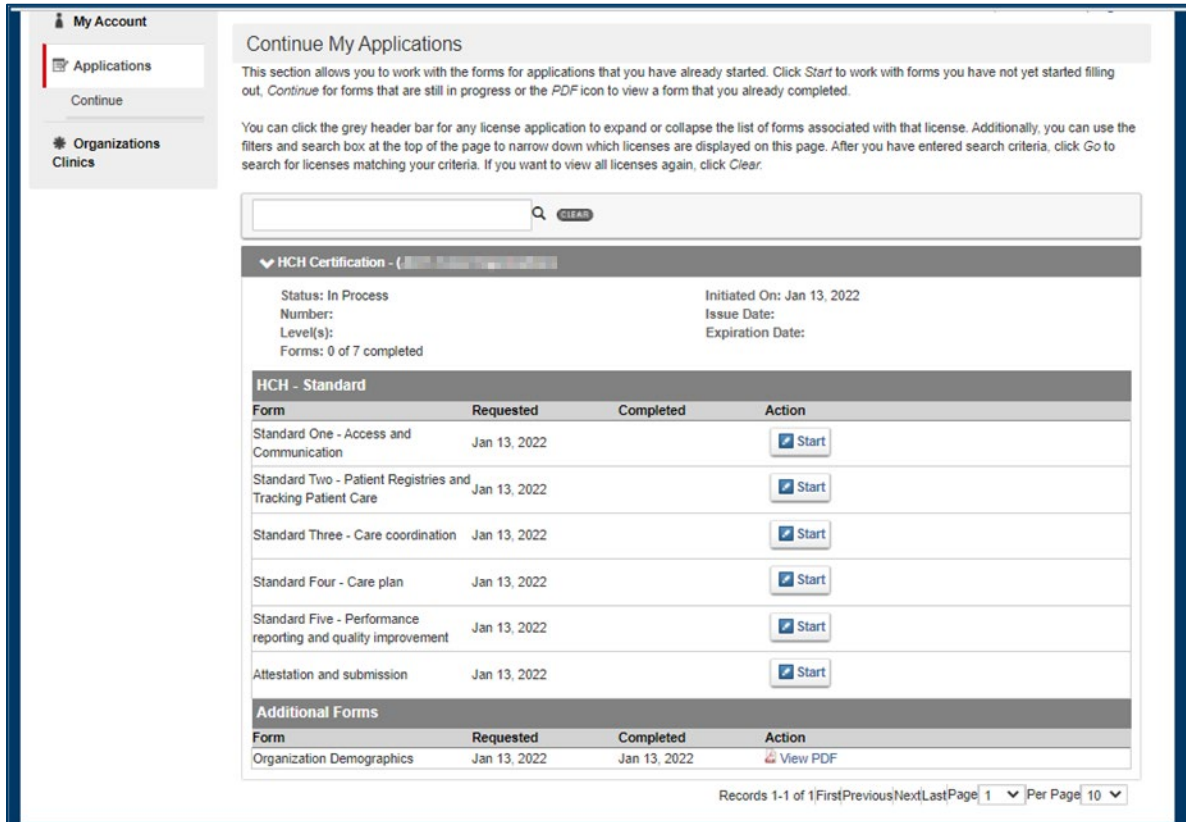 My Account
Applications
Continue
Organizations
Clinics
Continue My Applications
This section allows you to work with the forms for applications that you have already started. Click Start to work with forms you have not yet started filling
out, Continue for forms that are still in progress or the PDF icon to view a form that you already completed.
You can click the grey header bar for any license application to expand or collapse the list of forms associated with that license. Additionally, you can use the
filters and search box at the top of the page to narrow down which licenses are displayed on this page. After you have entered search criteria, click Go to
search for licenses matching your criteria. If you want to view all licenses again, click Clear.
CLEAR
HCH Certification - (
Status: In Process Initiated On: Jan 13, 2022
Number: Issue Date:
Level(s): Expiration Date:
Forms: 0 of 7 completed
HCH - Standard
Form Requested Completed Action
Standard One - Access and
Communication Jan 13, 2022 Start
Standard Two - Patient Registries and
Tracking Patient Care Jan 13, 2022 Start
Standard Three - Care coordination Jan 13, 2022 Start
Standard Four - Care plan Jan 13, 2022 Start
Standard Five - Performance
reporting and quality improvement Jan 13, 2022 Start
Attestation and submission Jan 13, 2022 Start
Additional Forms
Form Requested Completed Action
Organization Demographics Jan 13, 2022 Jan 13, 2022 View PDF
Records 1-1 of 1|First|Previous|Next|Last|Page 1 Per Page 10